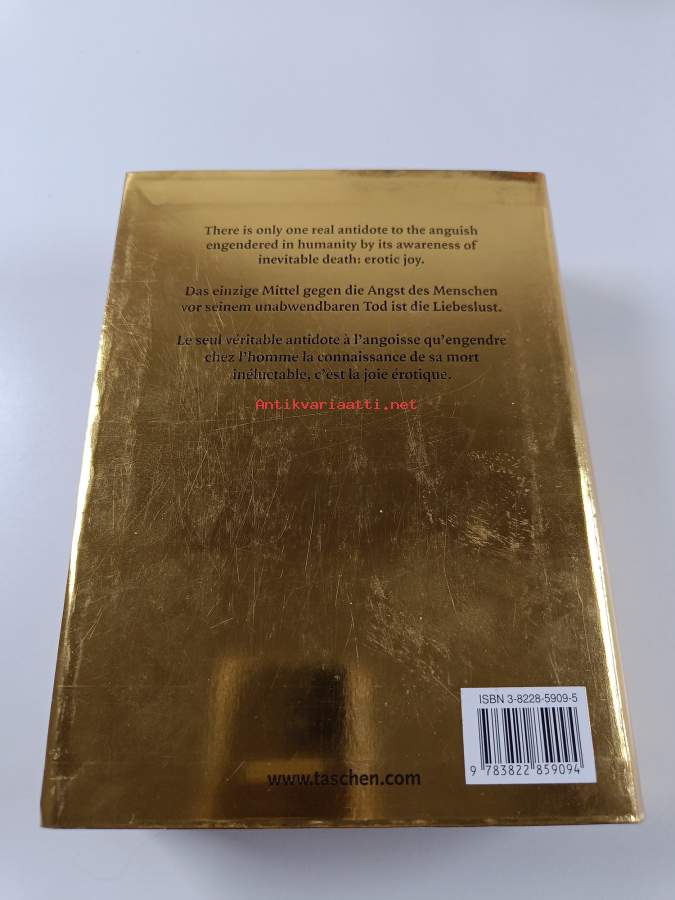 There is only one real antidote to the anguish
engendered in humanity by its awareness of
inevitable death: erotic joy.
Das einzige Mittel gegen die Angst des Menschen
vor seinem unabwendbaren Tod ist die Liebeslust.
Le seul véritable antidote à l'angoisse qu'engendre
chez l'homme la connaissance de sa mort
inéluctable, c'est la joie érotique.
Antikvariaatti.net
ISBN 3-8228-5909-5
www.taschen.com
9 783822 859094